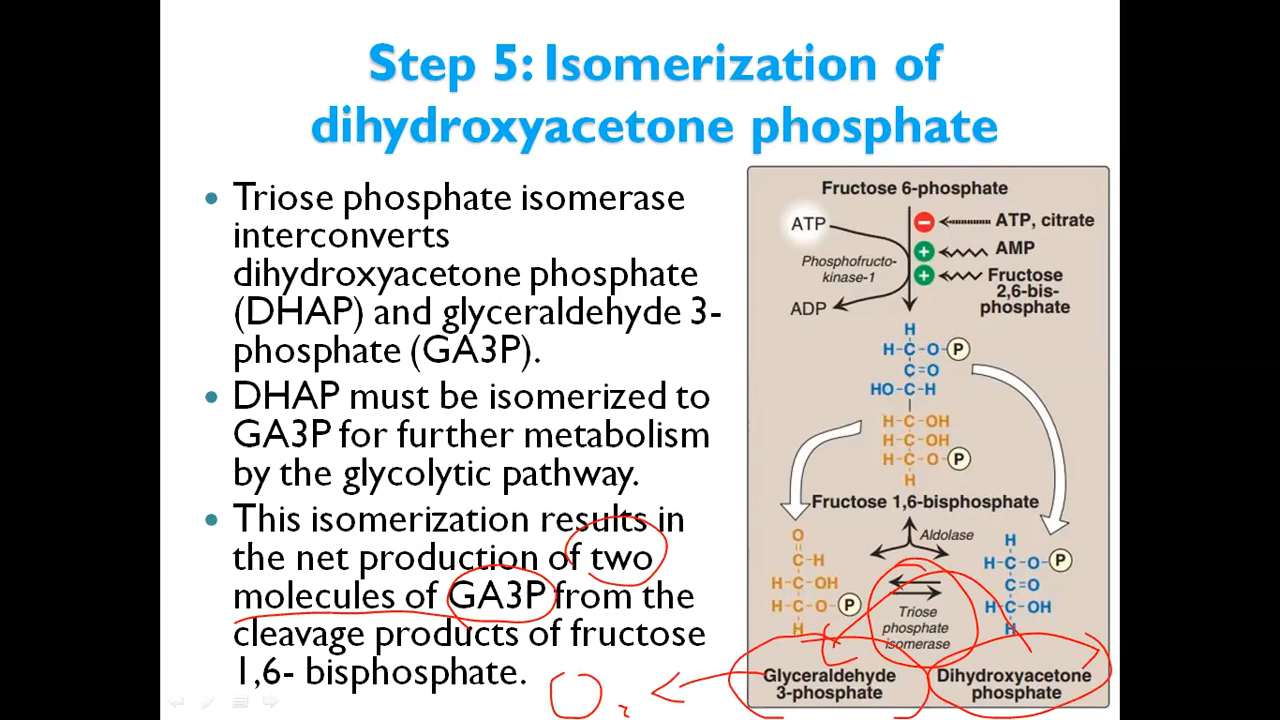 Step 5: Isomerization of
dihydroxyacetone phosphate
• Triose phosphate isomerase
interconverts
dihydroxyacetone phosphate
(DHAP) and glyceraldehyde 3-
phosphate (GA3P).
• DHAP must be isomerized to
GA3P for further metabolism
by the glycolytic pathway.
• This isomerization results in
the net production of two
molecules of GA3P from the
cleavage products of fructose
1,6- bisphosphate.
Fructose 6-phosphate
ATP
ATP, citrate
Phosphofructo-
kinase-1
AMP
Fructose
2,6-bis-
phosphate
ADP
H
H-C-O-P
C=O
HO-C-H
H-C-OH
H-C-OH
H-C-O-P
H
Fructose 1,6-bisphosphate
Aldolase
O
C-H
H-C-OH
H-C-O-P
H
Triose
phosphate
isomerase
H
H-C-O-P
C=O
H-C-OH
H
Glyceraldehyde
3-phosphate
Dihydroxyacetone
phosphate